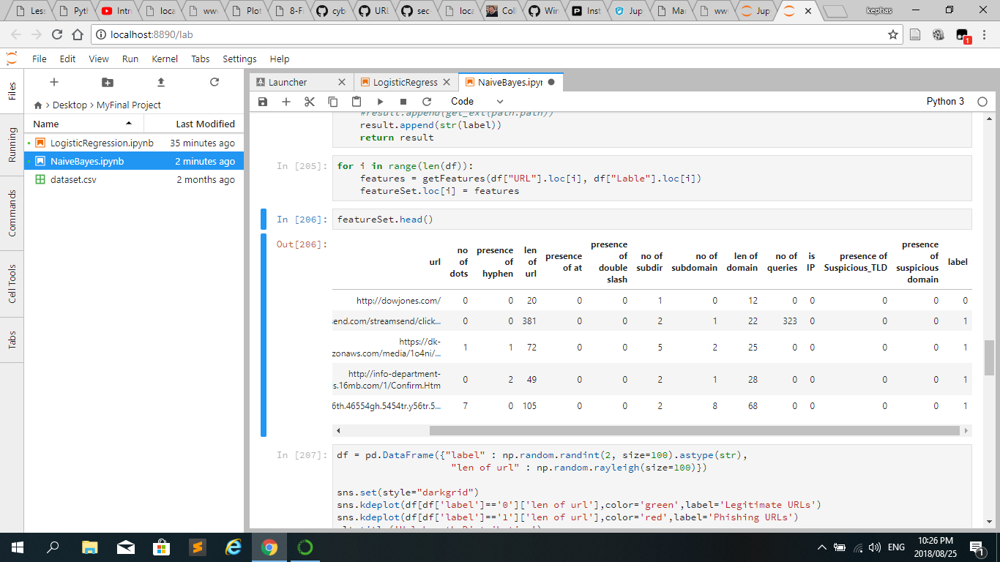 Less
Pyth
Intro
loca
www
Plot
8-F
cyb
URL
sec
loca
Coll
Win
Inst
Jup
Mac
www
Jup
kephas
localhost:8890/lab
1
File Edit View Run Kernel Tabs Settings Help
Files
Running
Commands
Cell Tools
Tabs
Desktop > MyFinal Project
Name Last Modified
LogisticRegression.ipynb 35 minutes ago
NaiveBayes.ipynb 2 minutes ago
dataset.csv 2 months ago
Launcher
LogisticRegress
NaiveBayes.ipyr
Code
Python 3
#result.append(get_ext(path.path))
result.append(str(label))
return result
In [205]: for i in range(len(df)):
features = getFeatures(df["URL"].loc[i], df["Lable"].loc[i])
featureSet.loc[i] = features
In [206]: featureSet.head()
Out[206]:
url no of dots presence of hyphen len of url presence of at presence of double slash no of subdir no of subdomain len of domain no of queries is IP presence of Suspicious_TLD presence of suspicious domain label
http://dowjones.com/ 0 0 20 0 0 1 0 12 0 0 0 0 0
send.com/streamsend/click... 0 0 381 0 0 2 1 22 323 0 0 0 1
https://dk-
zonaws.com/media/1o4ni/... 1 1 72 0 0 5 2 25 0 0 0 0 1
http://info-department-
s.16mb.com/1/Confirm.Htm 0 2 49 0 0 2 1 28 0 0 0 0 1
6th.46554gh.5454tr.y56tr.5... 7 0 105 0 0 2 8 68 0 0 0 0 1
In [207]: df = pd.DataFrame({"label" : np.random.randint(2, size=100).astype(str),
"len of url" : np.random.rayleigh(size=100)})
sns.set(style="darkgrid")
sns.kdeplot(df[df['label']=='0']['len of url'],color='green',label='Legitimate URLs')
sns.kdeplot(df[df['label']=='1']['len of url'],color='red',label='Phishing URLs')
ENG
10:26 PM
2018/08/25
1